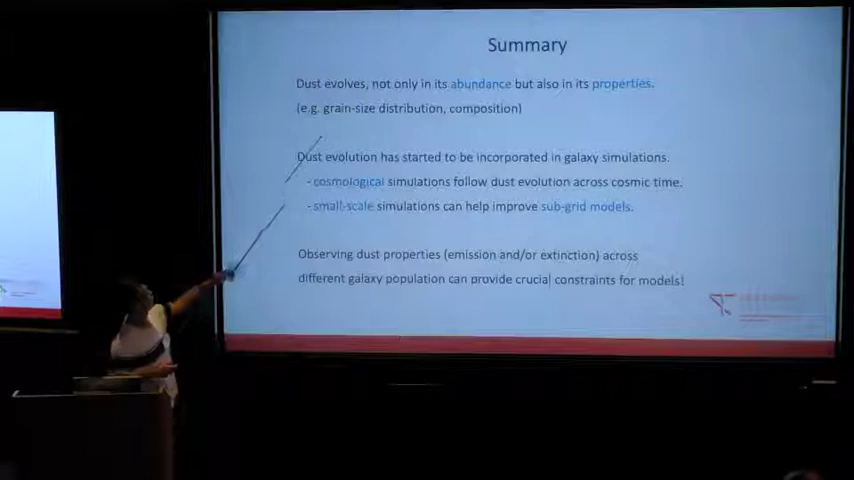 Summary
Dust evolves, not only in its abundance but also in its properties.
(e.g. grain-size distribution, composition)
Dust evolution has started to be incorporated in galaxy simulations.
- cosmological simulations follow dust evolution across cosmic time.
- small-scale simulations can help improve sub-grid models.
Observing dust properties (emission and/or extinction) across
different galaxy population can provide crucial constraints for models!